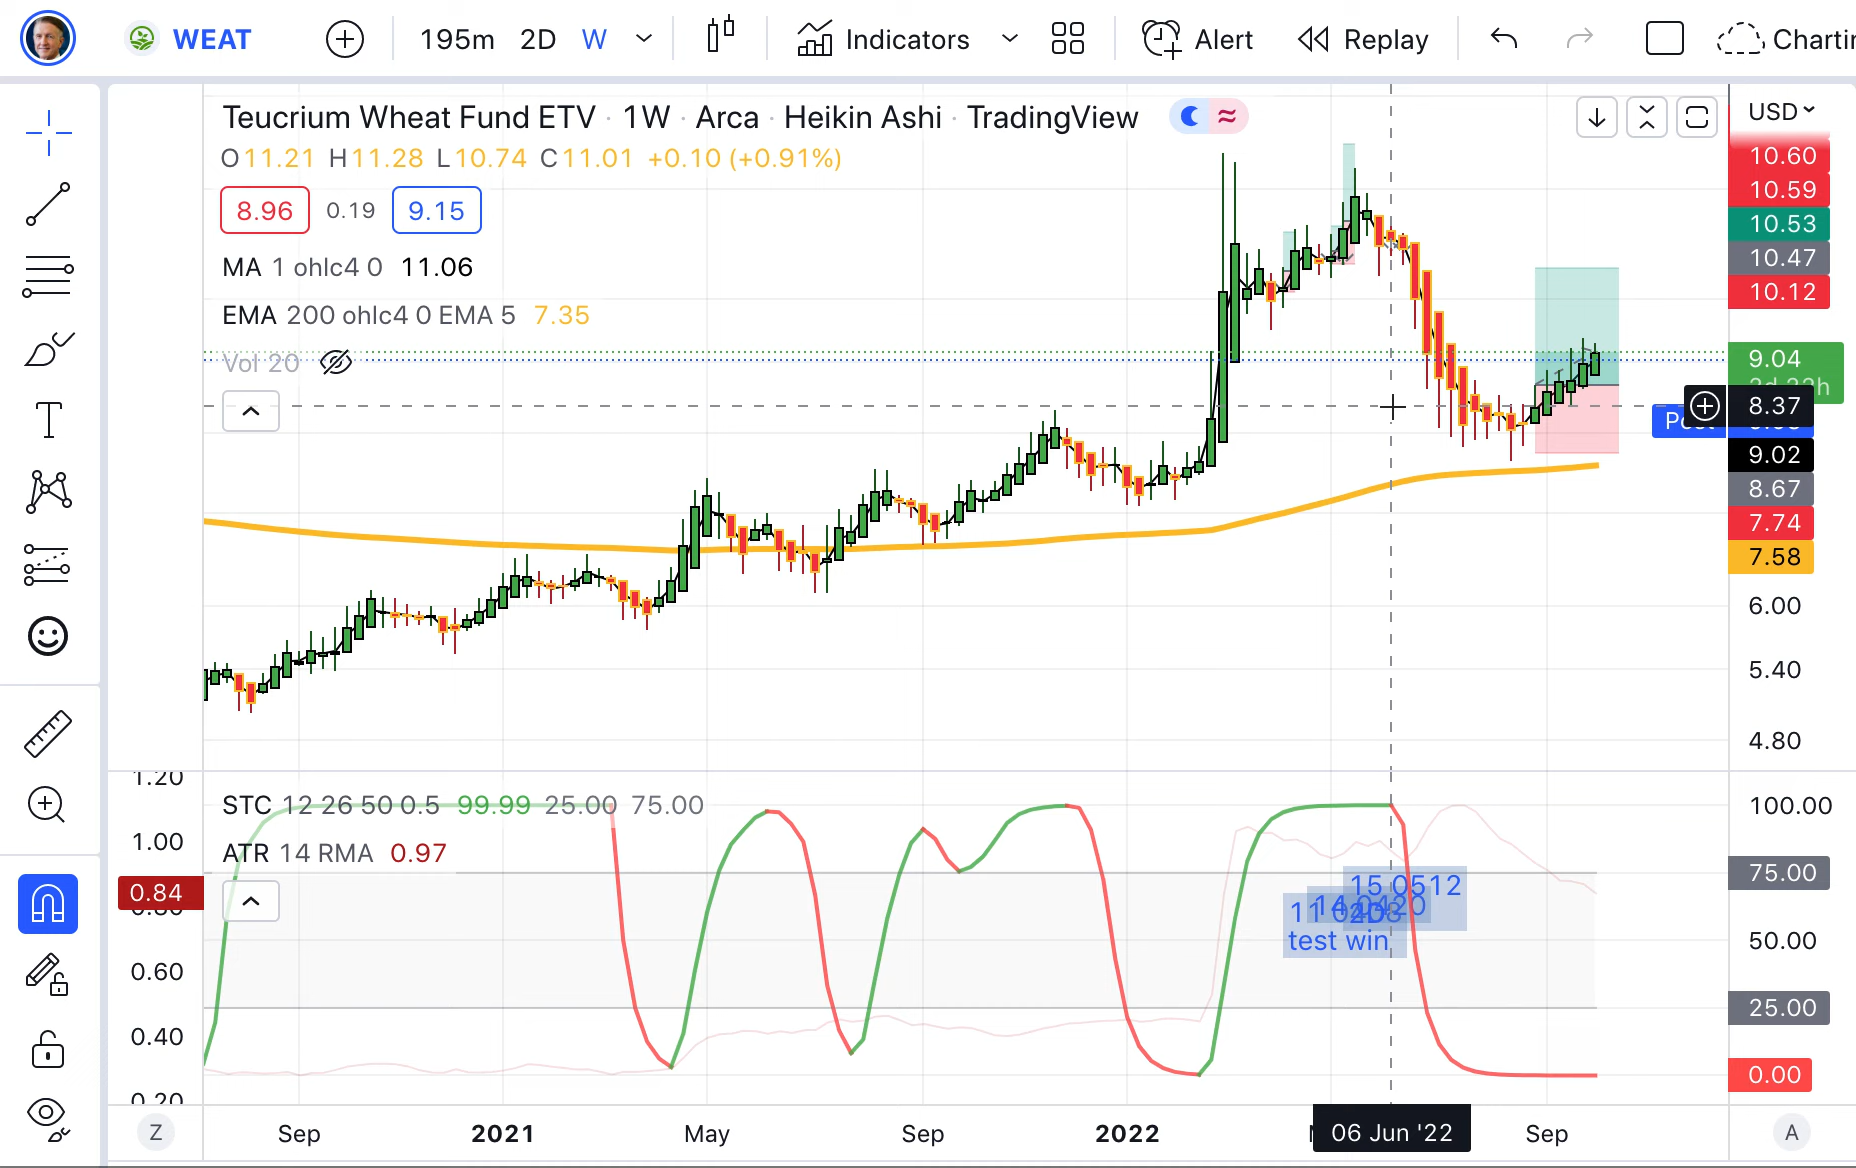 WEAT 195m 2D W Indicators Alert Replay
Teucrium Wheat Fund ETV · 1W · Arca · Heikin Ashi · TradingView
USD
O11.21 H11.28 L10.74 C11.01 +0.10 (+0.91%)
8.96 0.19 9.15
MA 1 ohlc4 0 11.06
EMA 200 ohlc4 0 EMA 5 7.35
Vol 20
10.60
10.59
10.53
10.47
10.12
9.04
8.37
9.02
8.67
7.74
7.58
6.00
5.40
4.80
STC 12 26 50 0.5 99.99 25.00 75.00
ATR 14 RMA 0.97
1.20
1.00
0.84
0.80
0.60
0.40
0.20
100.00
75.00
50.00
25.00
0.00
15 0512
test win
Z Sep 2021 May Sep 2022 06 Jun '22 Sep A